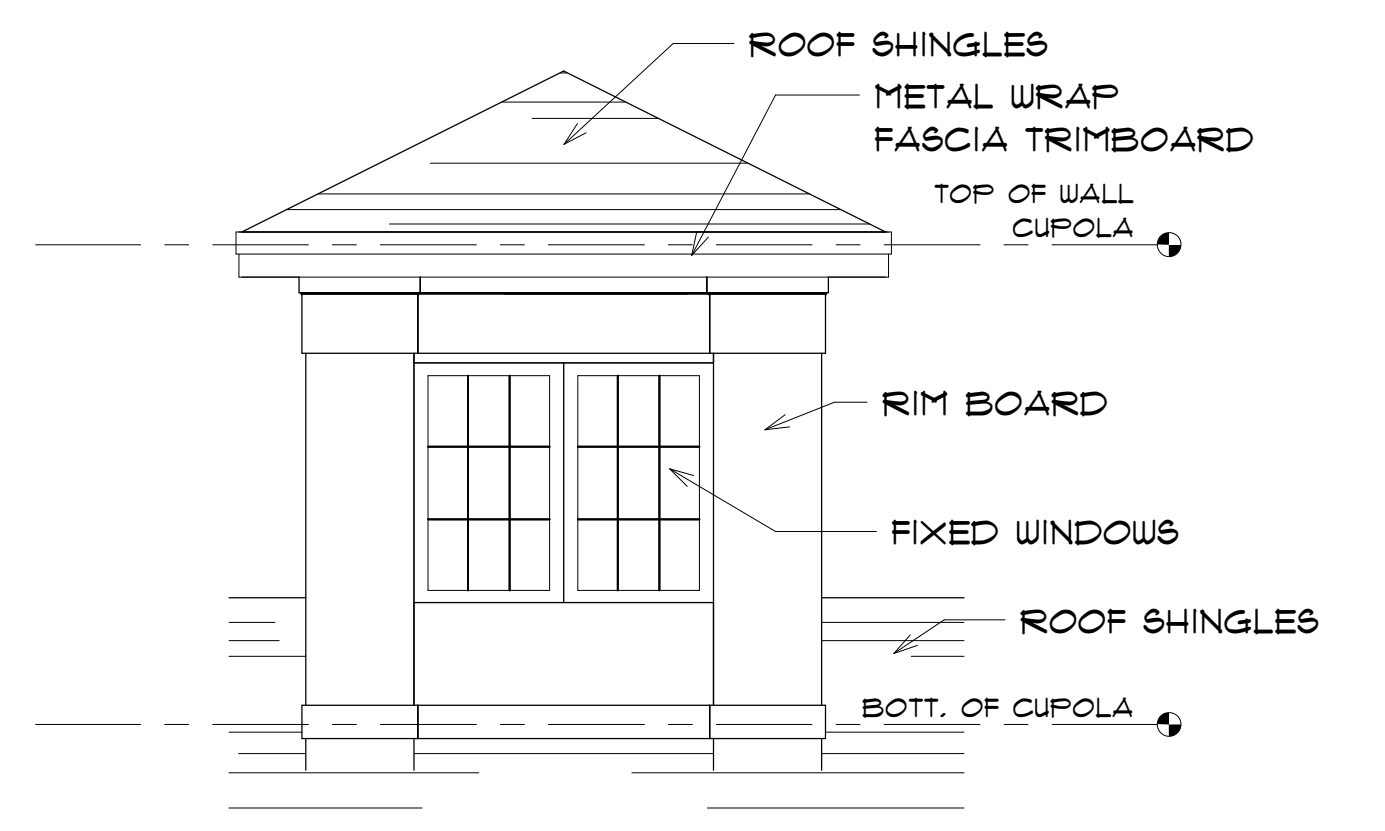 ROOF SHINGLES
METAL WRAP
FASCIA TRIMBOARD
TOP OF WALL
CUPOLA
RIM BOARD
FIXED WINDOWS
ROOF SHINGLES
BOTT. OF CUPOLA